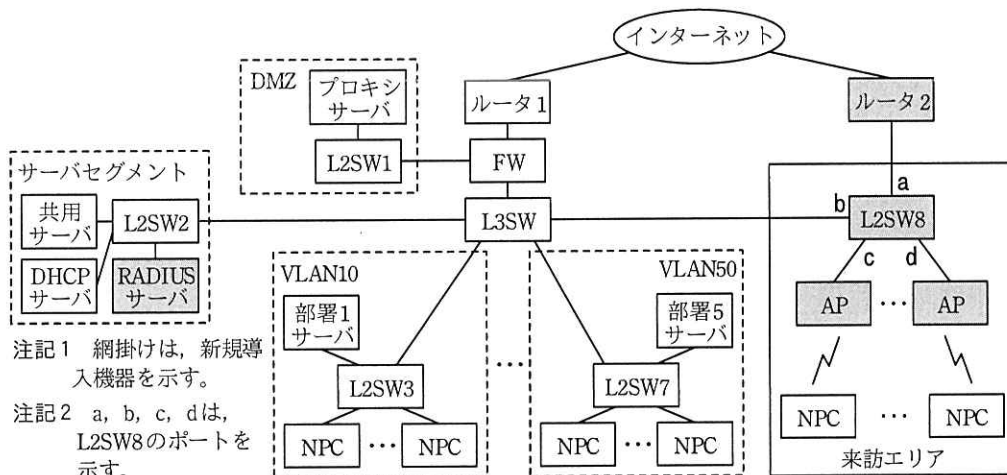 インターネット
DMZ
プロキシ
サーバ
ルータ1
ルータ2
L2SW1
FW
サーバセグメント
共用
サーバ
L2SW2
DHCP
サーバ
RADIUS
サーバ
L3SW
a
b
L2SW8
c
d
AP
…
AP
VLAN10
部署1
サーバ
L2SW3
NPC
…
NPC
…
VLAN50
部署5
サーバ
L2SW7
NPC
…
NPC
NPC
…
NPC
来訪エリア
注記1 網掛けは，新規導
入機器を示す。
注記2 a，b，c，dは，
L2SW8のポートを
示す。